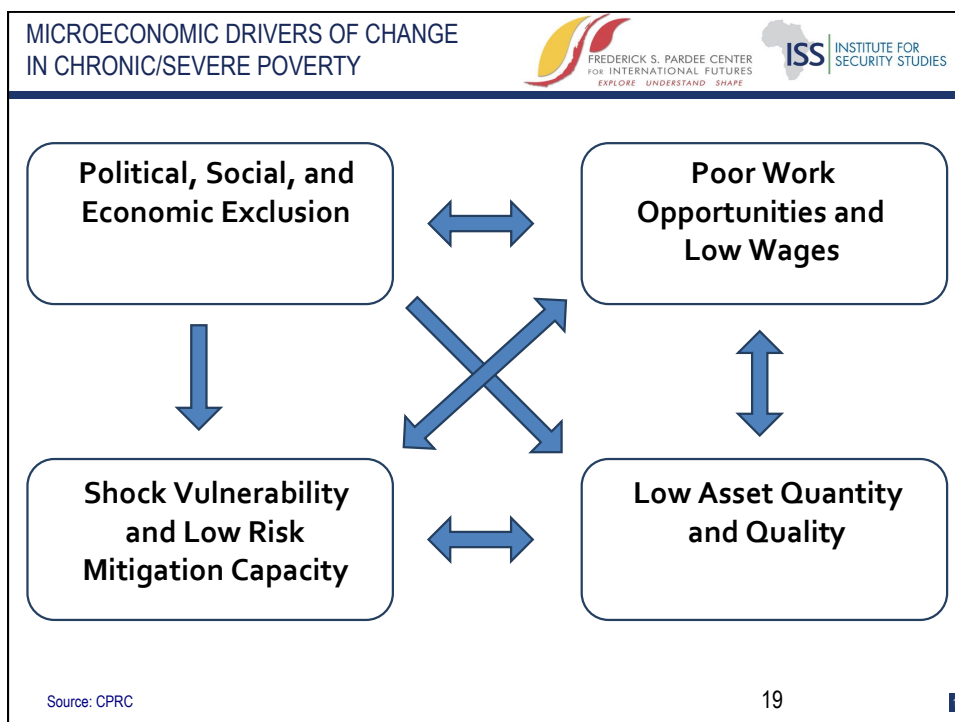 MICROECONOMIC DRIVERS OF CHANGE
IN CHRONIC/SEVERE POVERTY
FREDERICK S. PARDEE CENTER
FOR INTERNATIONAL FUTURES
EXPLORE UNDERSTAND SHAPE
ISS
INSTITUTE FOR
SECURITY STUDIES
Political, Social, and
Economic Exclusion
Poor Work
Opportunities and
Low Wages
Shock Vulnerability
and Low Risk
Mitigation Capacity
Low Asset Quantity
and Quality
Source: CPRC
19